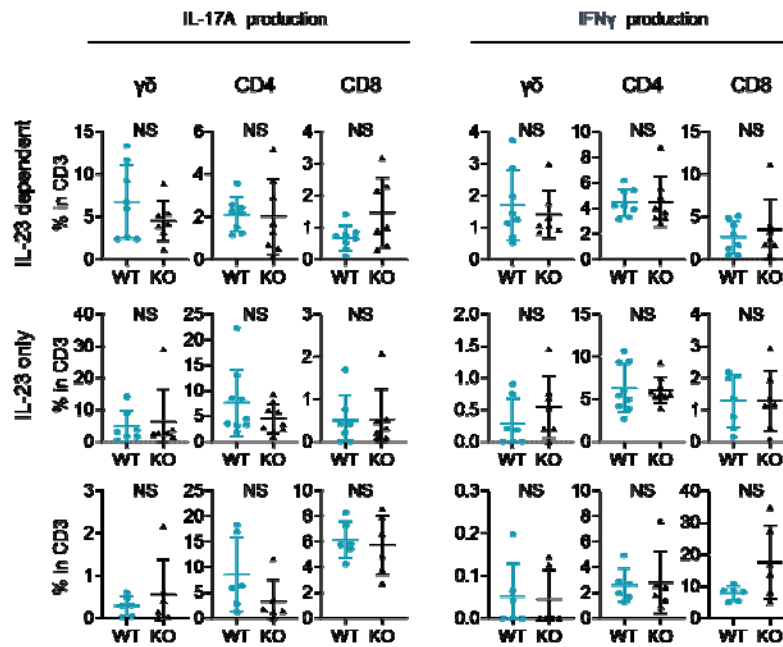 IL-17A production IFNγ production
γδ CD4 CD8 γδ CD4 CD8
IL-23 dependent
% in CD3
NS NS NS NS NS NS
15 6 4 4 10 15
10 4 3 3 8 10
5 2 2 2 6 5
0 0 1 1 4 0
0 0 2
0
WT KO WT KO WT KO WT KO WT KO WT KO
IL-23 only
% in CD3
NS NS NS NS NS NS
50 25 3 2.0 15 4
40 20 2 1.5 10 3
30 15 1 1.0 5 2
20 10 0 0.5 0 1
10 5 0.0 0
0 0
WT KO WT KO WT KO WT KO WT KO WT KO
% in CD3
NS NS NS NS NS NS
3 25 10 0.3 10 40
2 20 8 0.2 8 30
1 15 6 0.1 6 20
0 10 4 0.0 4 10
5 2 2 0
0 0 0
WT KO WT KO WT KO WT KO WT KO WT KO